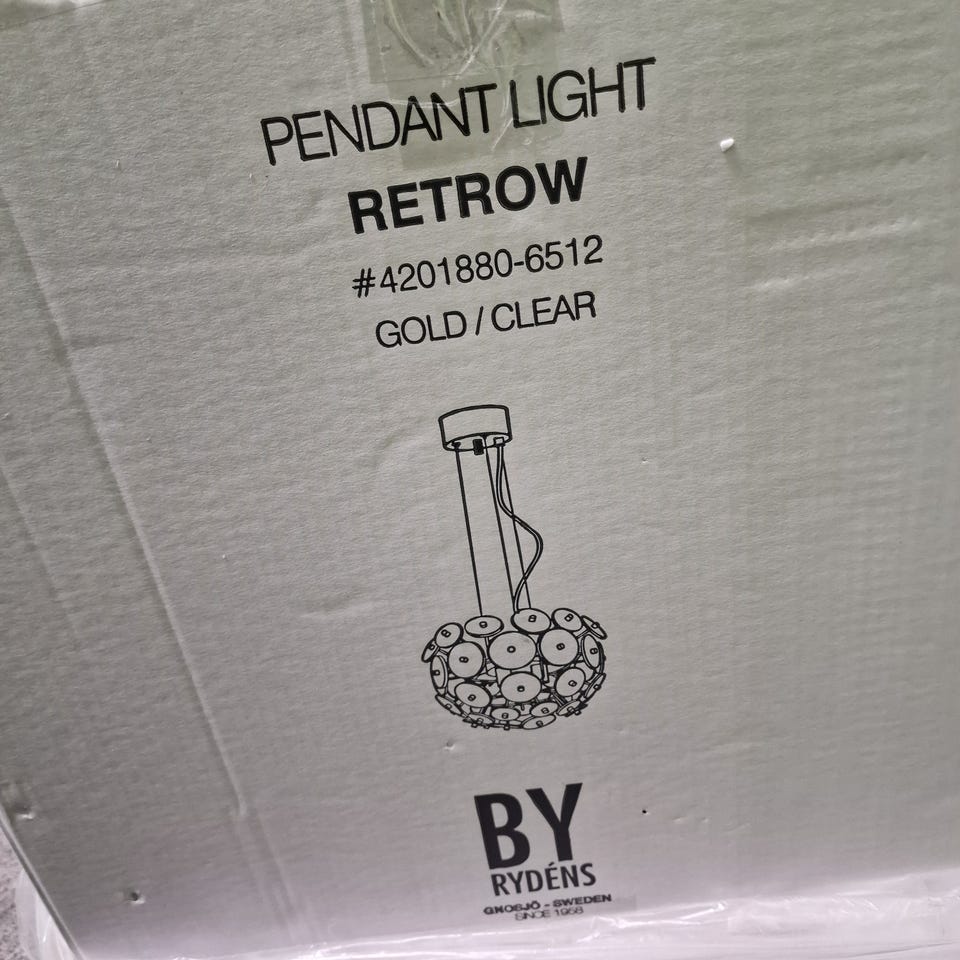 PENDANT LIGHT
RETROW
#4201880-6512
GOLD / CLEAR
BY
RYDÉNS
GNOSJÖ - SWEDEN
SINCE 1958